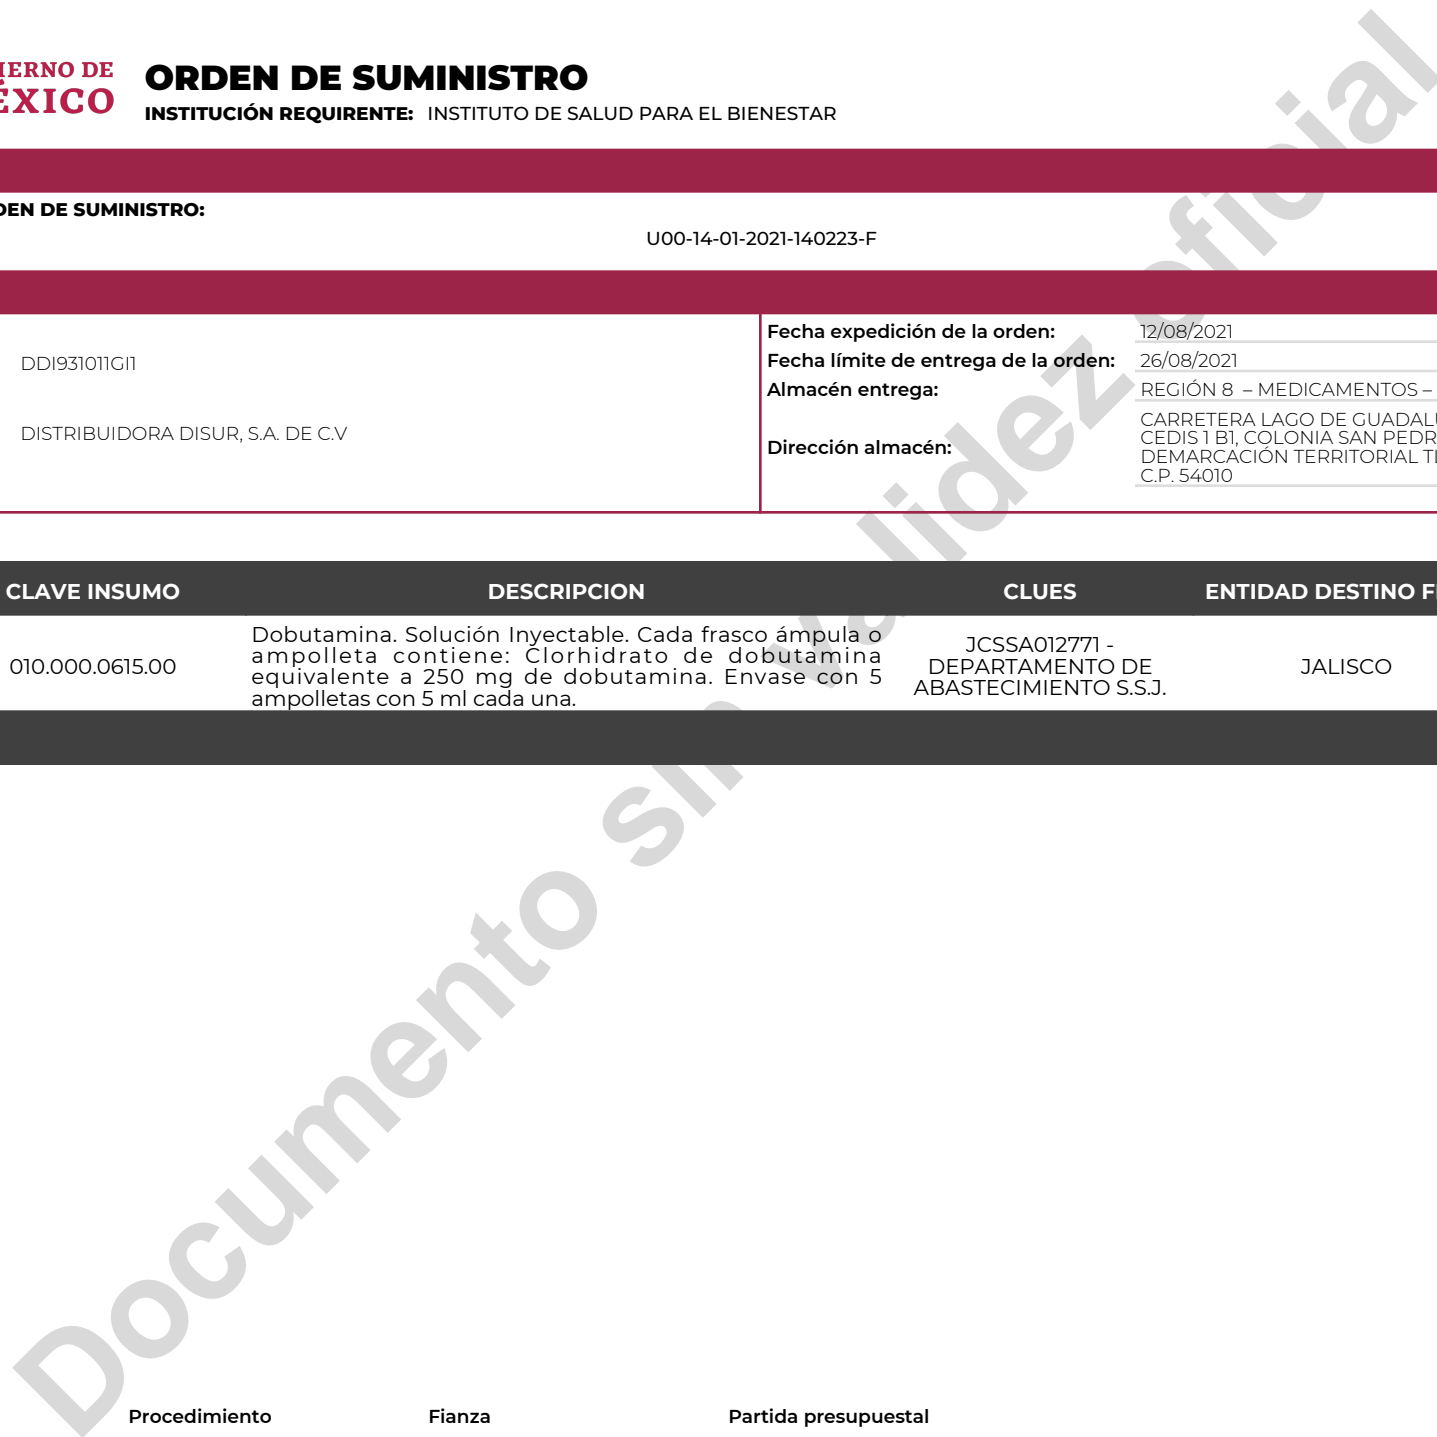 IERNO DE
ÉXICO
ORDEN DE SUMINISTRO
INSTITUCIÓN REQUIRENTE: INSTITUTO DE SALUD PARA EL BIENESTAR
DEN DE SUMINISTRO:
U00-14-01-2021-140223-F
DDI931011GI1
DISTRIBUIDORA DISUR, S.A. DE C.V
Fecha expedición de la orden: 12/08/2021
Fecha límite de entrega de la orden: 26/08/2021
Almacén entrega: REGIÓN 8 – MEDICAMENTOS –
Dirección almacén:
CARRETERA LAGO DE GUADALU
CEDIS 1 B1, COLONIA SAN PEDR
DEMARCACIÓN TERRITORIAL TL
C.P. 54010
CLAVE INSUMO DESCRIPCION CLUES ENTIDAD DESTINO FI
010.000.0615.00
Dobutamina. Solución Inyectable. Cada frasco ámpula o
ampolleta contiene: Clorhidrato de dobutamina
equivalente a 250 mg de dobutamina. Envase con 5
ampolletas con 5 ml cada una.
JCSSA012771 -
DEPARTAMENTO DE
ABASTECIMIENTO S.S.J.
JALISCO
Documento sin validez oficial
Procedimiento Fianza Partida presupuestal